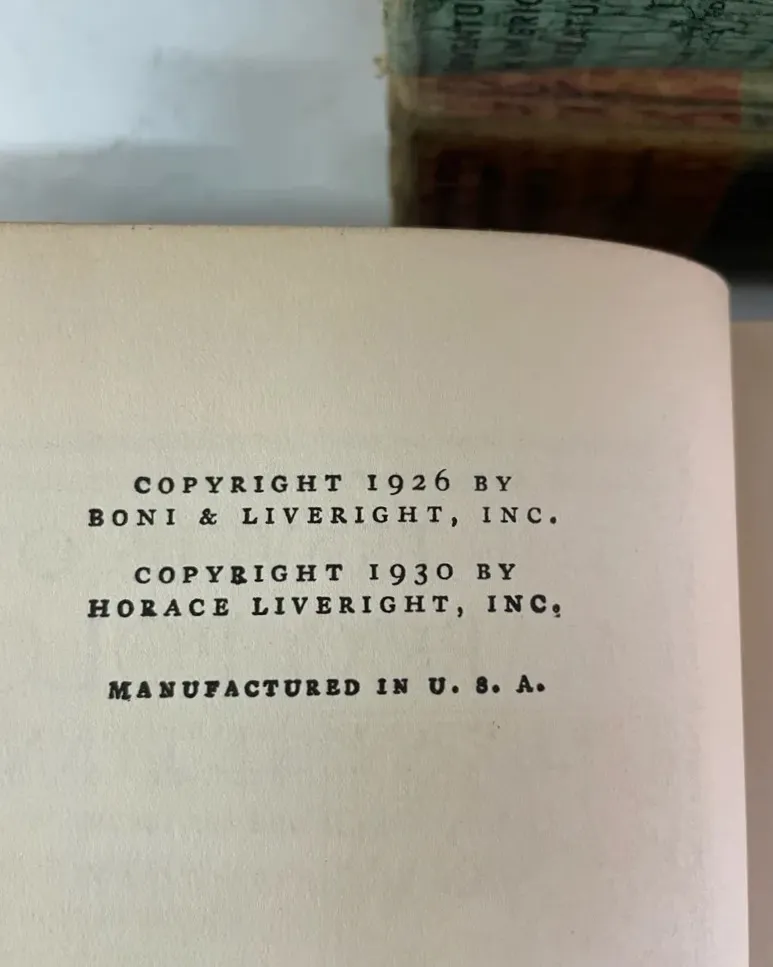 COPYRIGHT 1926 BY
BONI & LIVERIGHT, INC.
COPYRIGHT 1930 BY
HORACE LIVERIGHT, INC.
MANUFACTURED IN U. S. A.